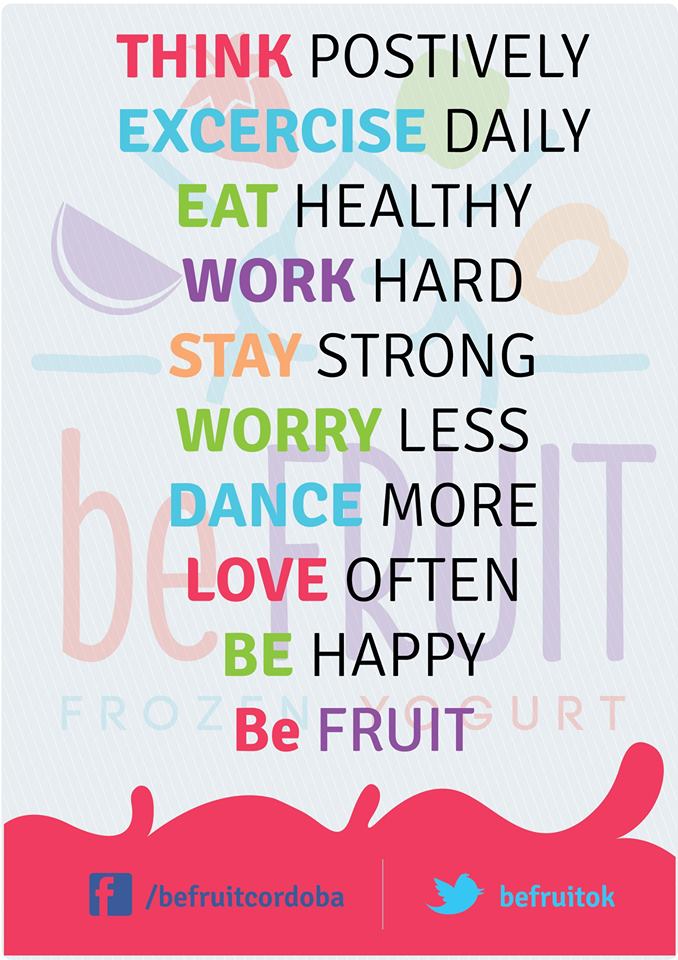 THINK POSTIVELY
EXCERCISE DAILY
EAT HEALTHY
WORK HARD
STAY STRONG
WORRY LESS
DANCE MORE
LOVE OFTEN
BE HAPPY
Be FRUIT
beFRUIT
FROZEN YOGURT
/befruitcordoba
befruitok